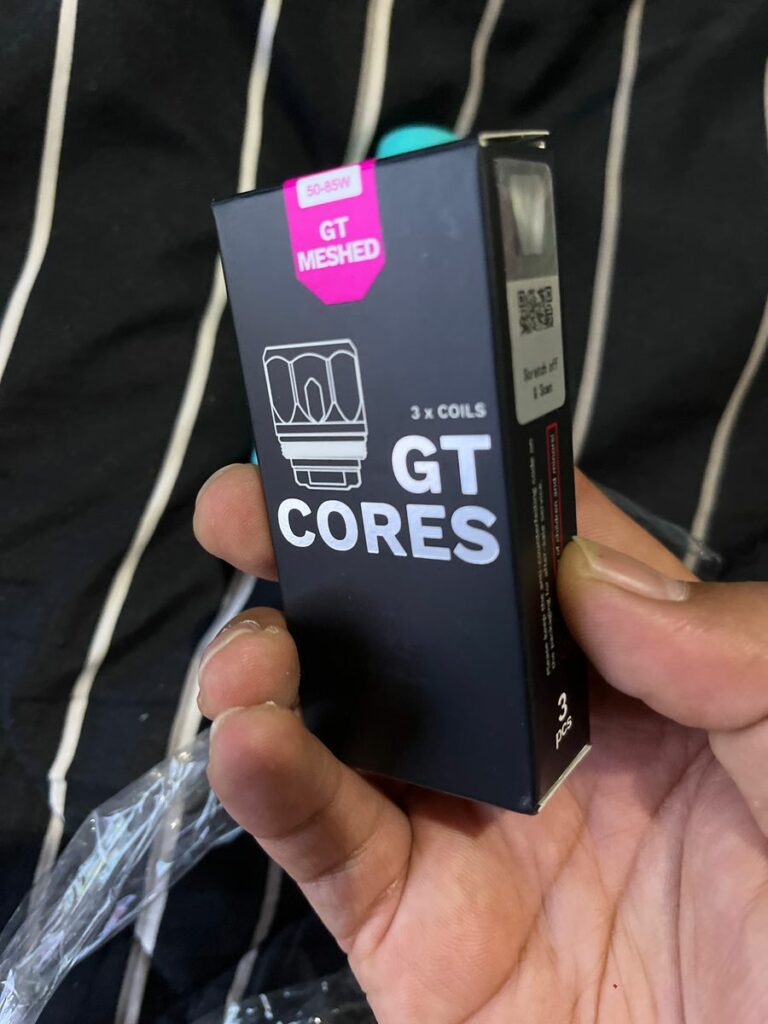 50-85W
GT
MESHED
3 x COILS
GT
CORES
Scratch off
& Scan
3
pcs